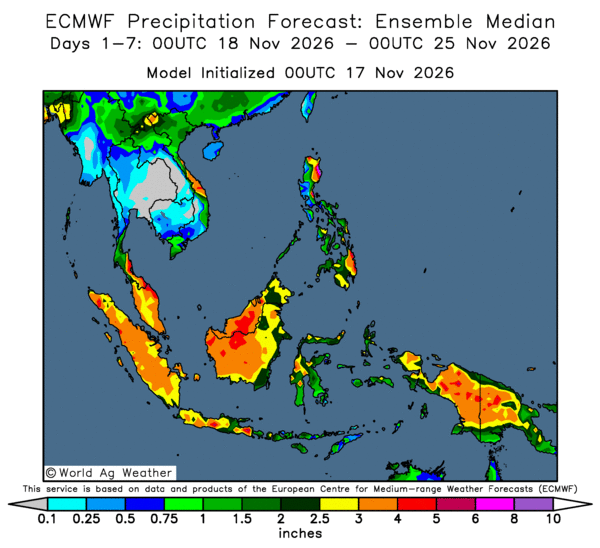 ECMWF Precipitation Forecast: Ensemble Median
Days 1–7: 00UTC 18 Nov 2026 – 00UTC 25 Nov 2026
Model Initialized 00UTC 17 Nov 2026
© World Ag Weather
This service is based on data and products of the European Centre for Medium-range Weather Forecasts (ECMWF)
0.1 0.25 0.5 0.75 1 1.5 2 2.5 3 4 5 6 8 10
inches